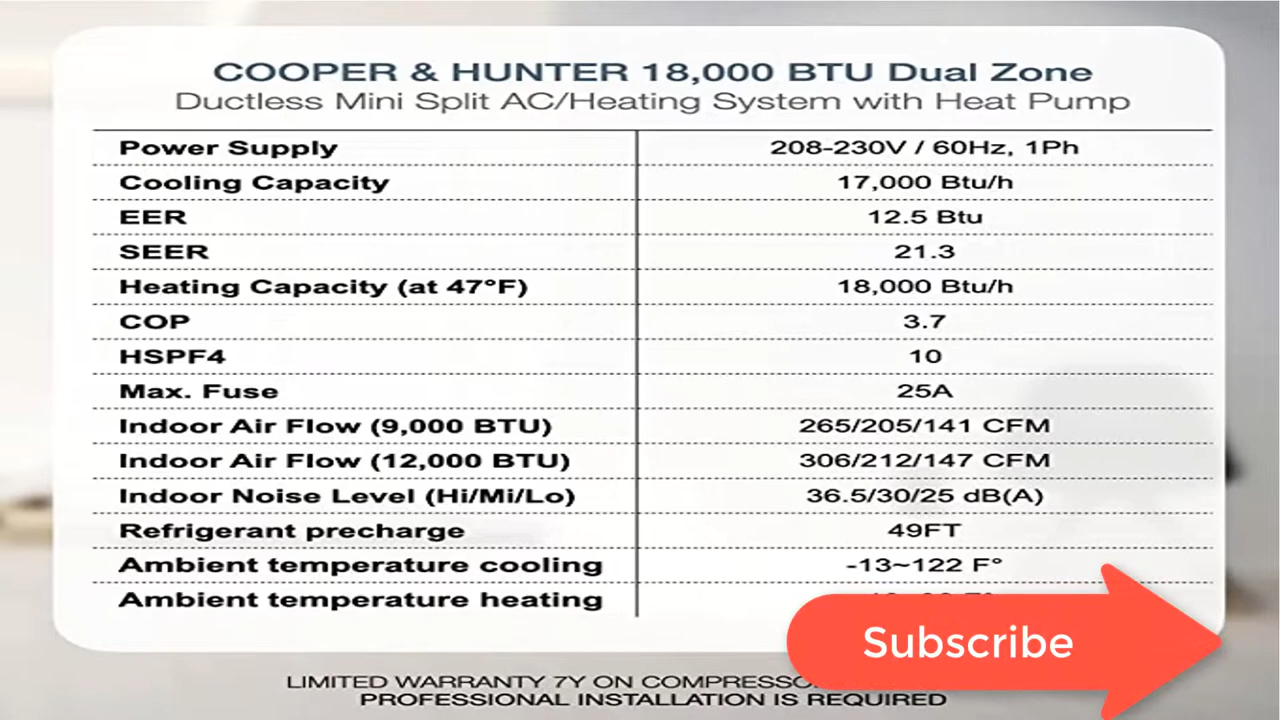 COOPER & HUNTER 18,000 BTU Dual Zone
Ductless Mini Split AC/Heating System with Heat Pump
Power Supply 208-230V / 60Hz, 1Ph
Cooling Capacity 17,000 Btu/h
EER 12.5 Btu
SEER 21.3
Heating Capacity (at 47°F) 18,000 Btu/h
COP 3.7
HSPF4 10
Max. Fuse 25A
Indoor Air Flow (9,000 BTU) 265/205/141 CFM
Indoor Air Flow (12,000 BTU) 306/212/147 CFM
Indoor Noise Level (Hi/Mi/Lo) 36.5/30/25 dB(A)
Refrigerant precharge 49FT
Ambient temperature cooling -13~122 F°
Ambient temperature heating
Subscribe
LIMITED WARRANTY 7Y ON
PROFESSIONAL INSTALLATION IS REQUIRED